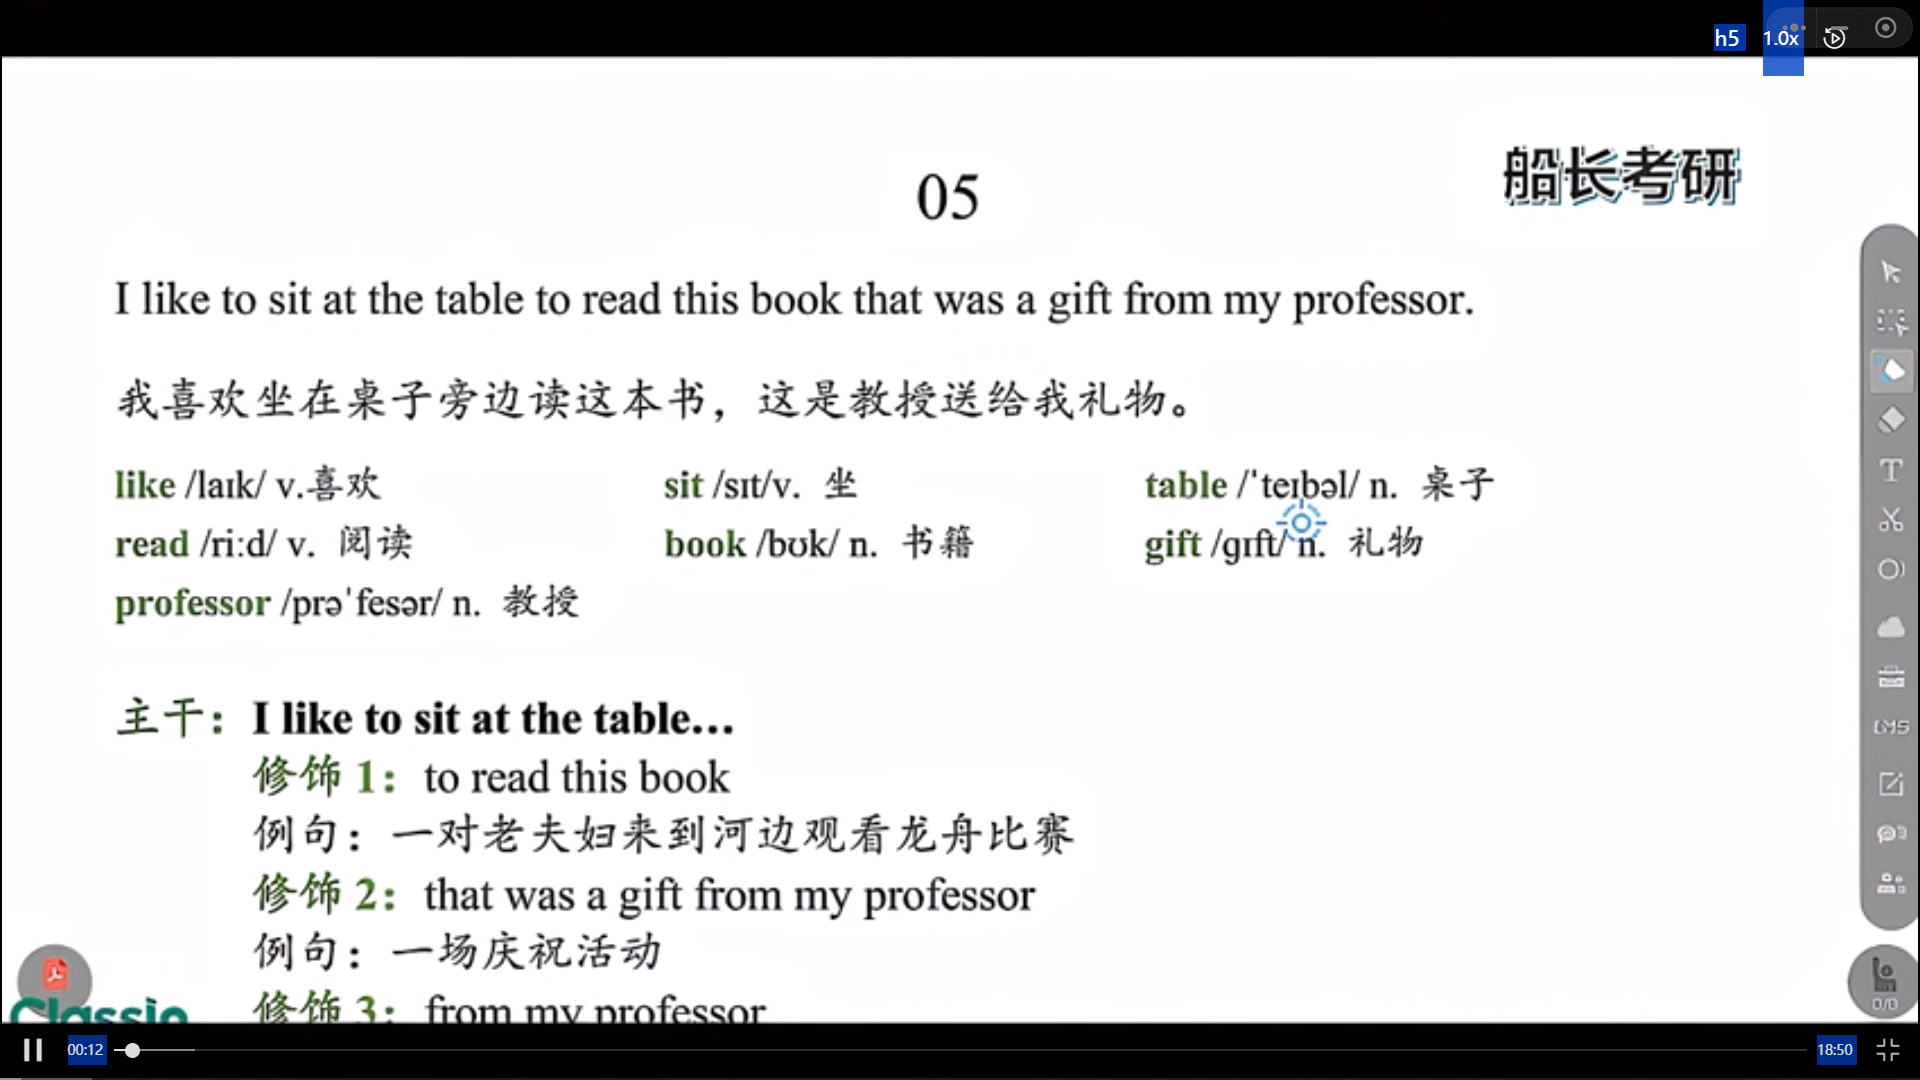 h5 1.0x
05
船长考研
I like to sit at the table to read this book that was a gift from my professor.
我喜欢坐在桌子旁边读这本书，这是教授送给我礼物。
like /laɪk/ v.喜欢 sit /sɪt/v. 坐 table /ˈteɪbəl/ n. 桌子
read /ri:d/ v. 阅读 book /bʊk/ n. 书籍 gift /ɡɪft/ n. 礼物
professor /prəˈfesər/ n. 教授
主干：I like to sit at the table...
修饰 1：to read this book
例句：一对老夫妇来到河边观看龙舟比赛
修饰 2：that was a gift from my professor
例句：一场庆祝活动
修饰 3：from my professor
ClassIn
0/0
00:12 18:50